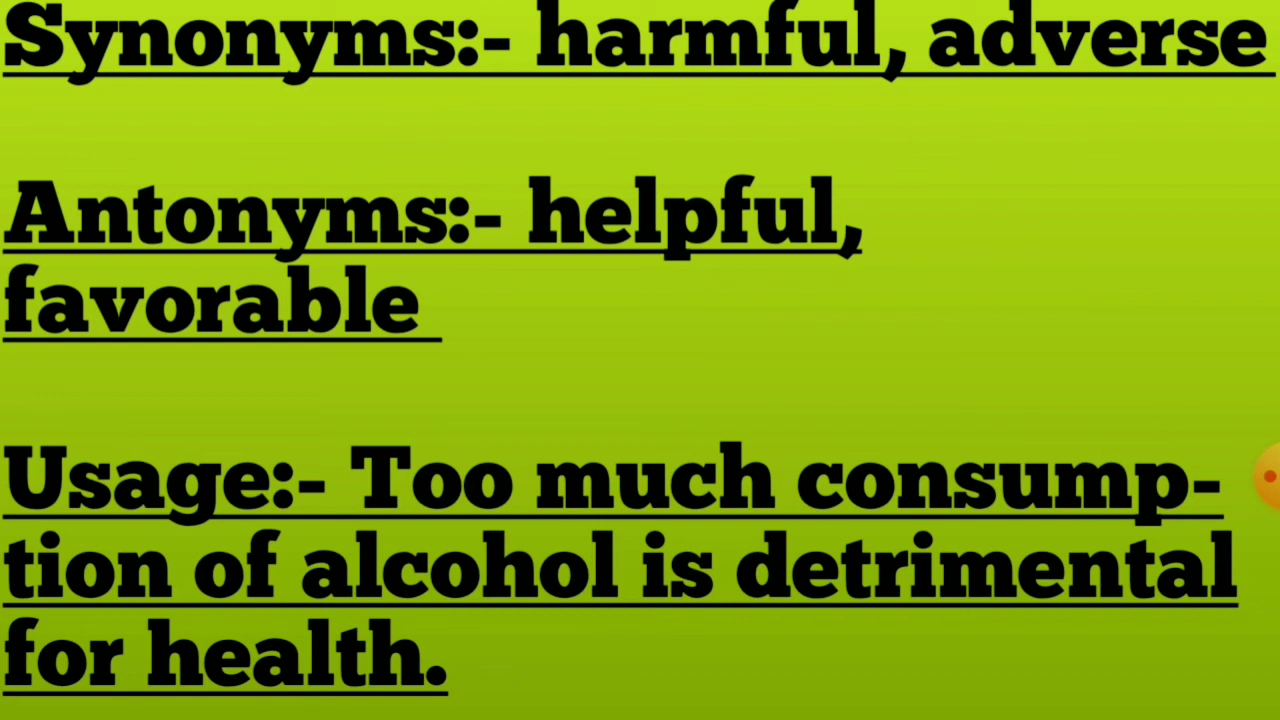 Synonyms:- harmful, adverse
Antonyms:- helpful,
favorable
Usage:- Too much consump-
tion of alcohol is detrimental
for health.